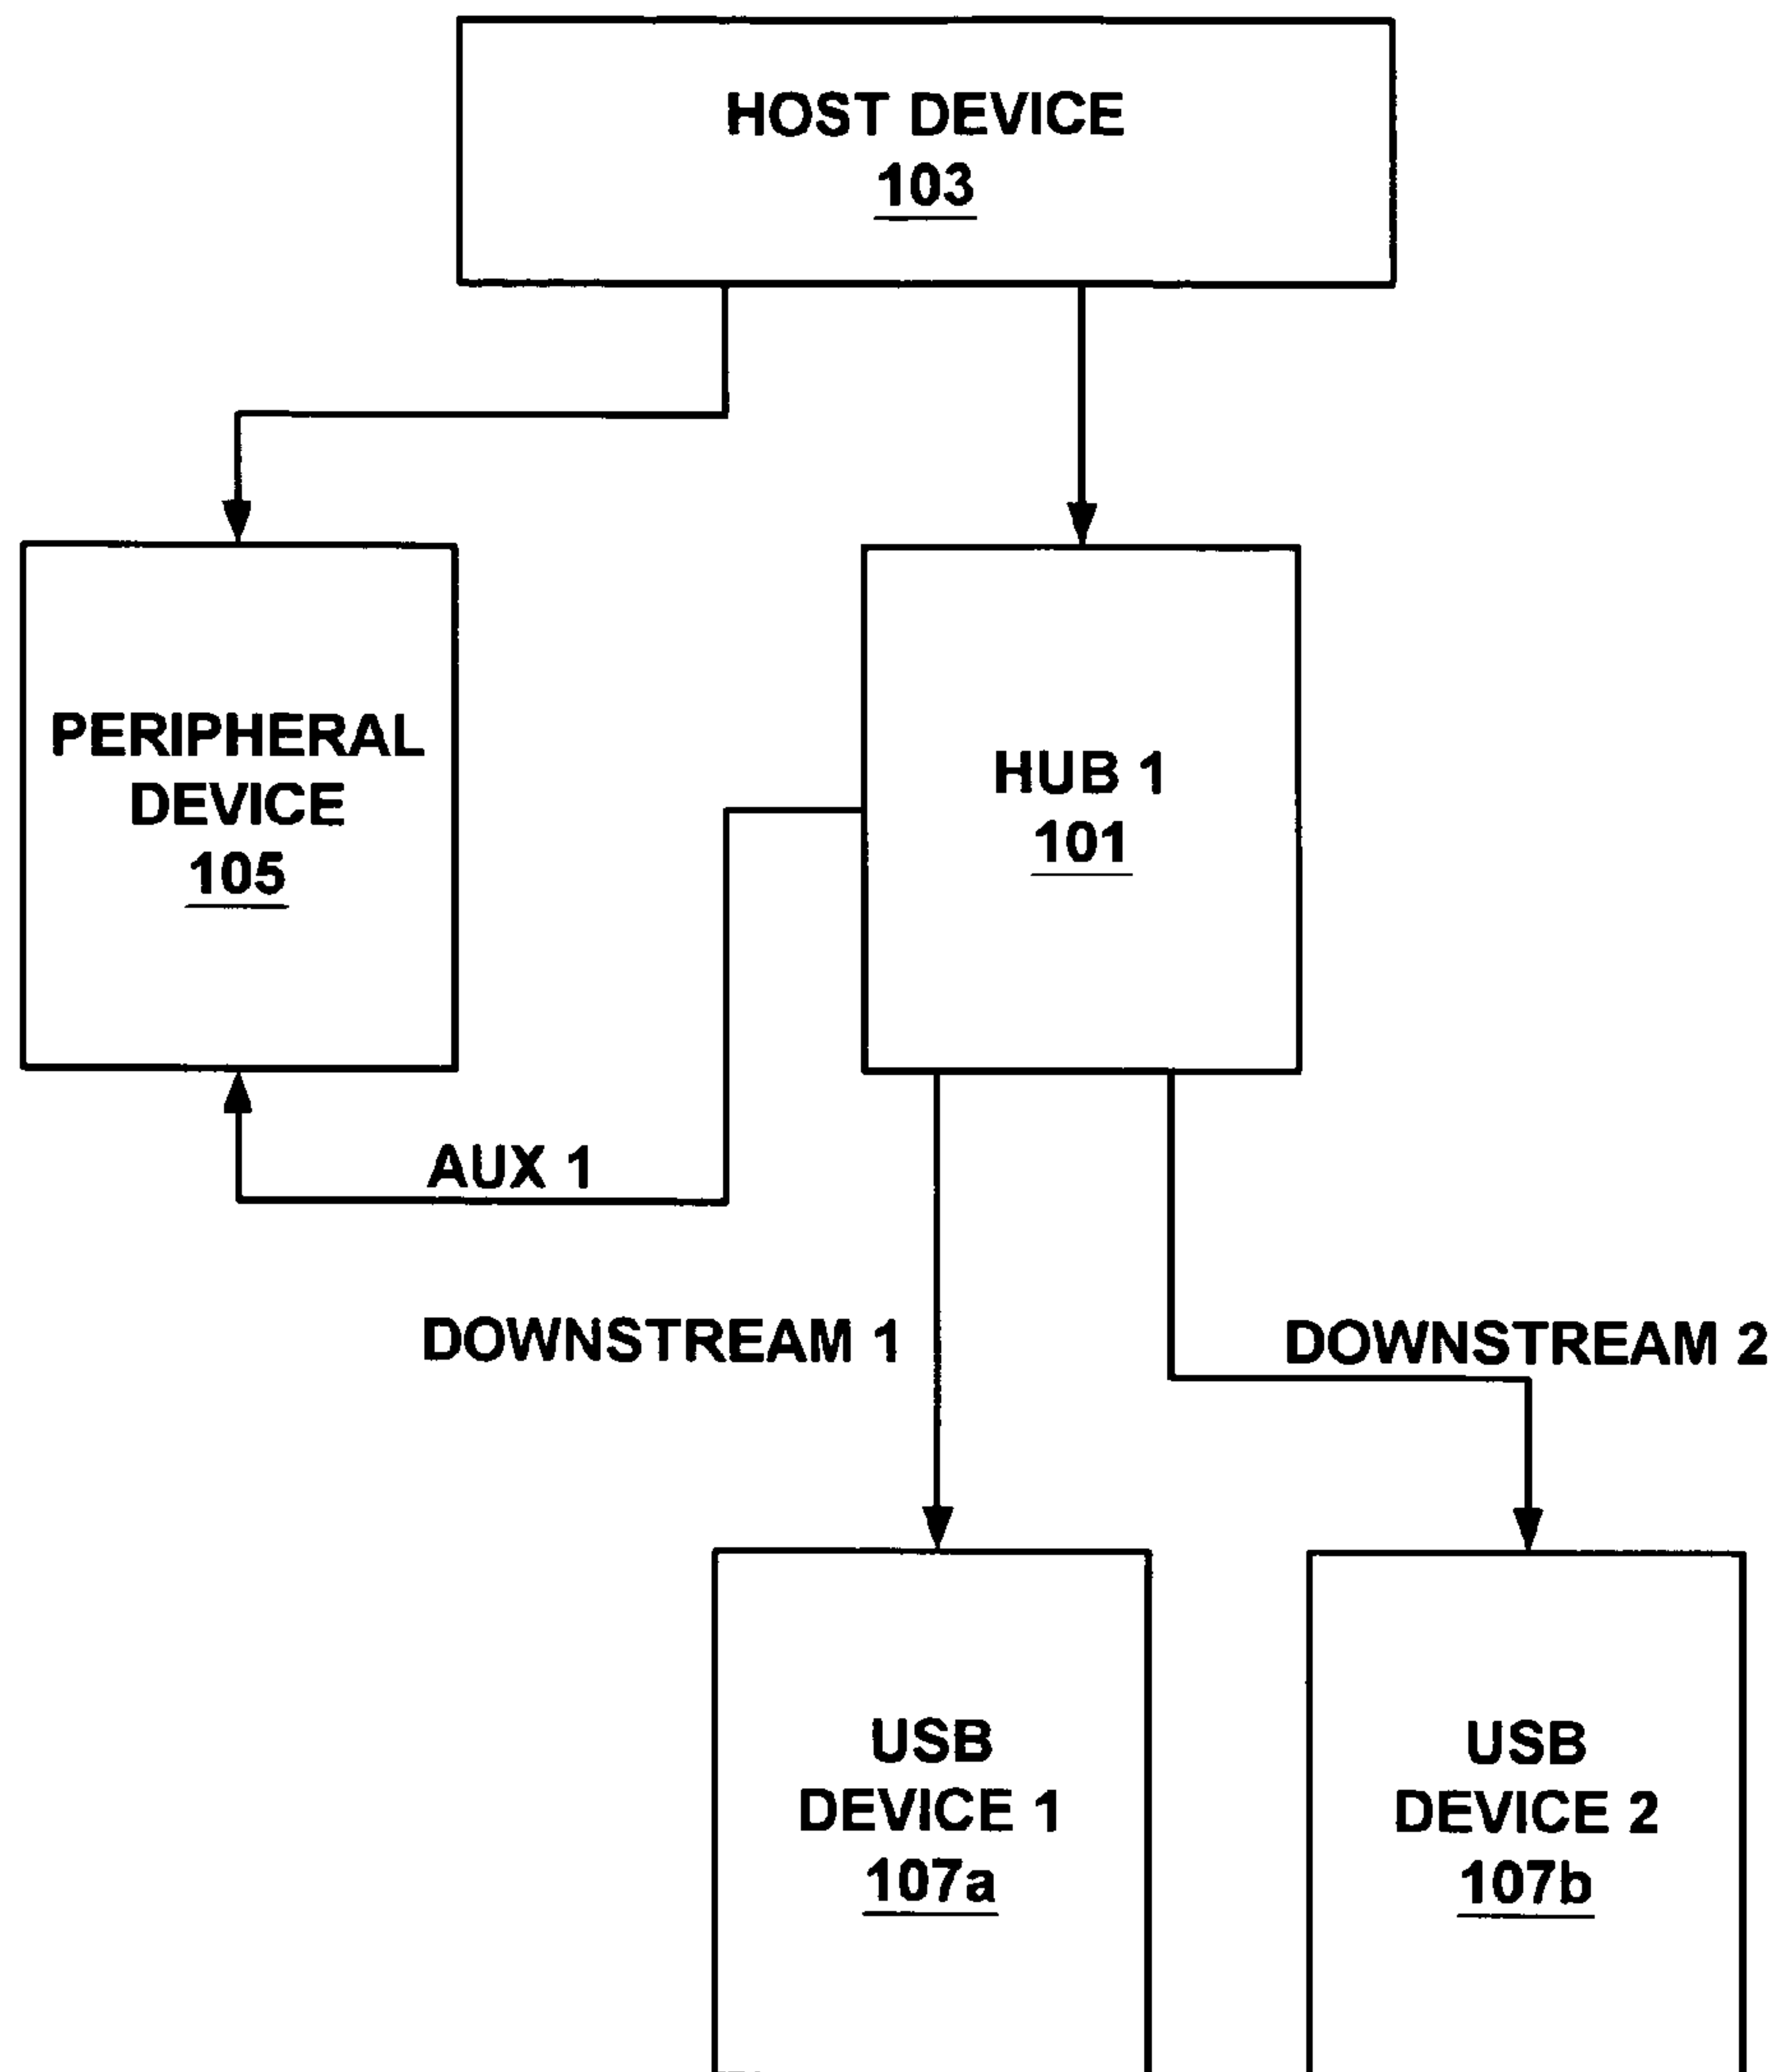 HOST DEVICE
103
PERIPHERAL
DEVICE
105
HUB 1
101
AUX 1
DOWNSTREAM 1
DOWNSTREAM 2
USB
DEVICE 1
107a
USB
DEVICE 2
107b